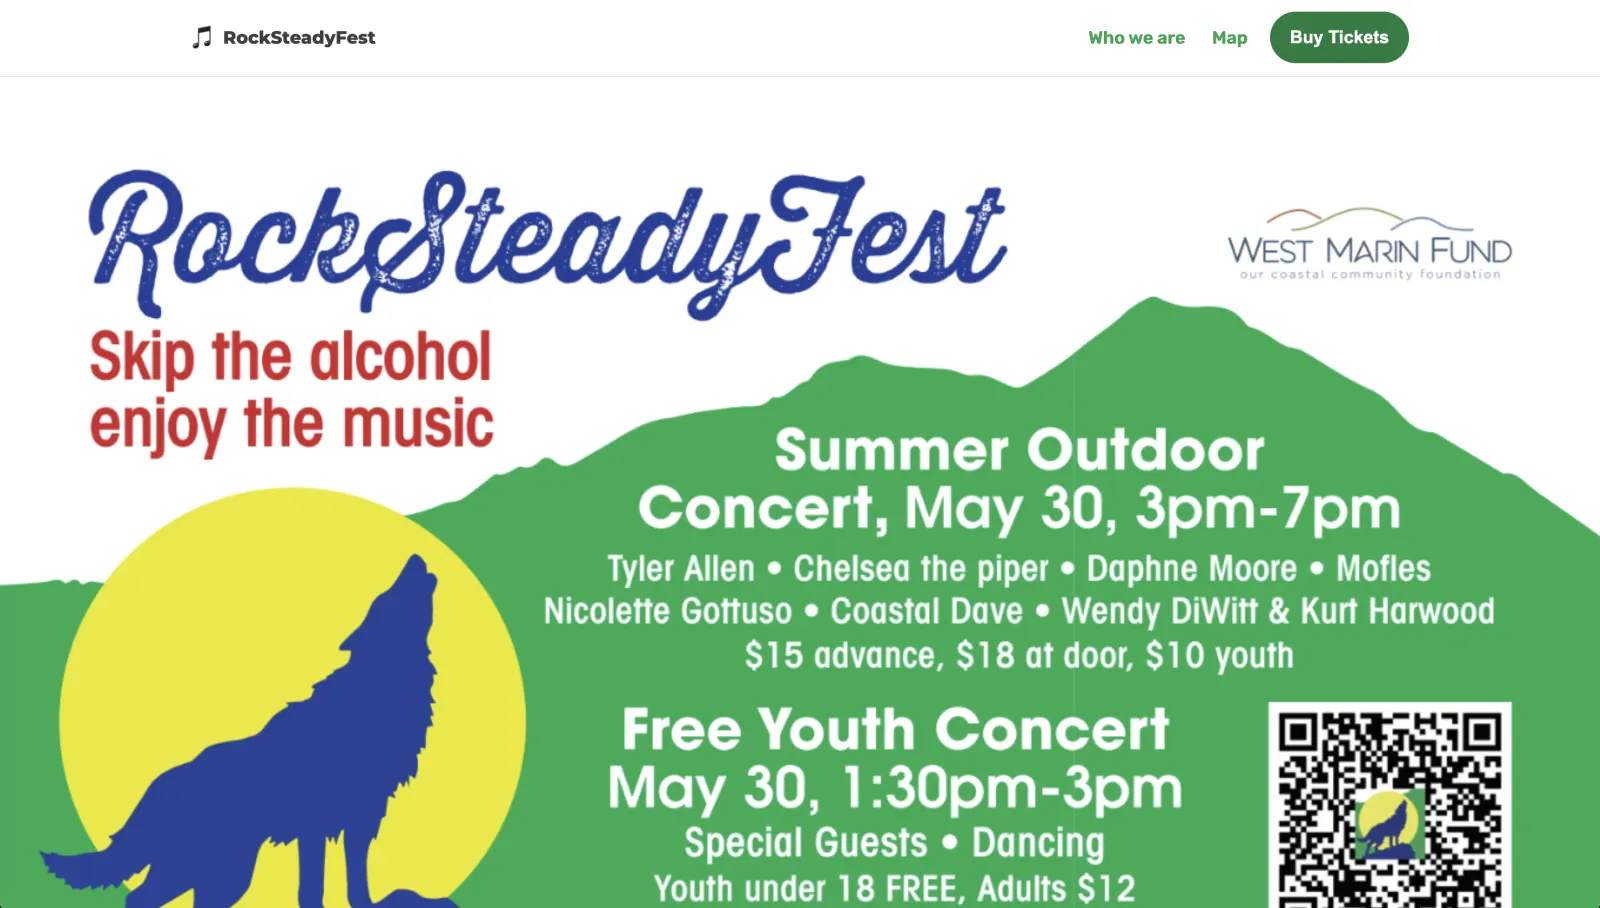 RockSteadyFest
Who we are
Map
Buy Tickets
RockSteadyFest
WEST MARIN FUND
our coastal community foundation
Skip the alcohol
enjoy the music
Summer Outdoor
Concert, May 30, 3pm-7pm
Tyler Allen • Chelsea the piper • Daphne Moore • Mofles
Nicolette Gottuso • Coastal Dave • Wendy DiWitt & Kurt Harwood
$15 advance, $18 at door, $10 youth
Free Youth Concert
May 30, 1:30pm-3pm
Special Guests • Dancing
Youth under 18 FREE, Adults $12